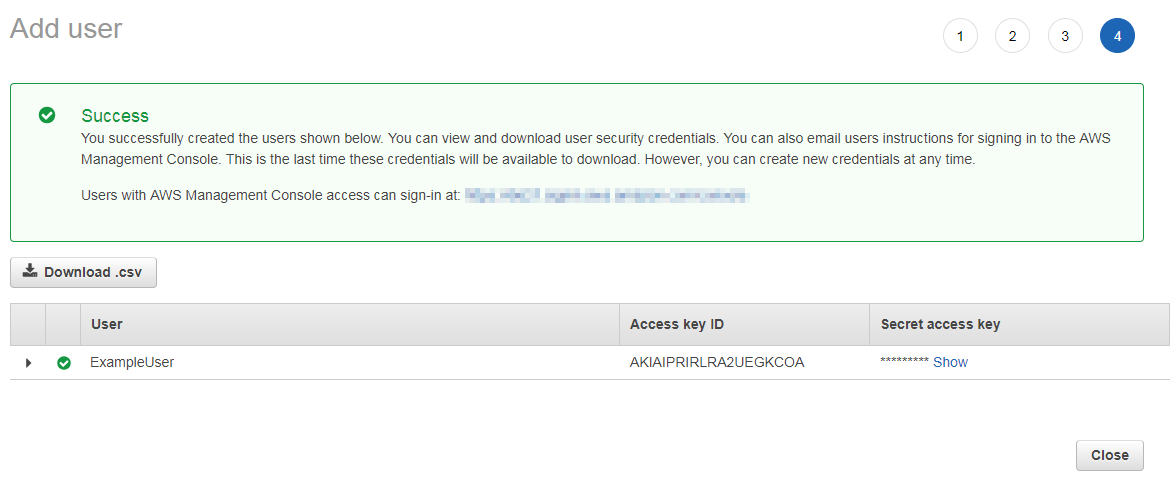 Add user
1 2 3 4
Success
You successfully created the users shown below. You can view and download user security credentials. You can also email users instructions for signing in to the AWS
Management Console. This is the last time these credentials will be available to download. However, you can create new credentials at any time.
Users with AWS Management Console access can sign-in at:
Download .csv
User Access key ID Secret access key
ExampleUser AKIAIPRIRLRA2UEGKCOA ********* Show
Close